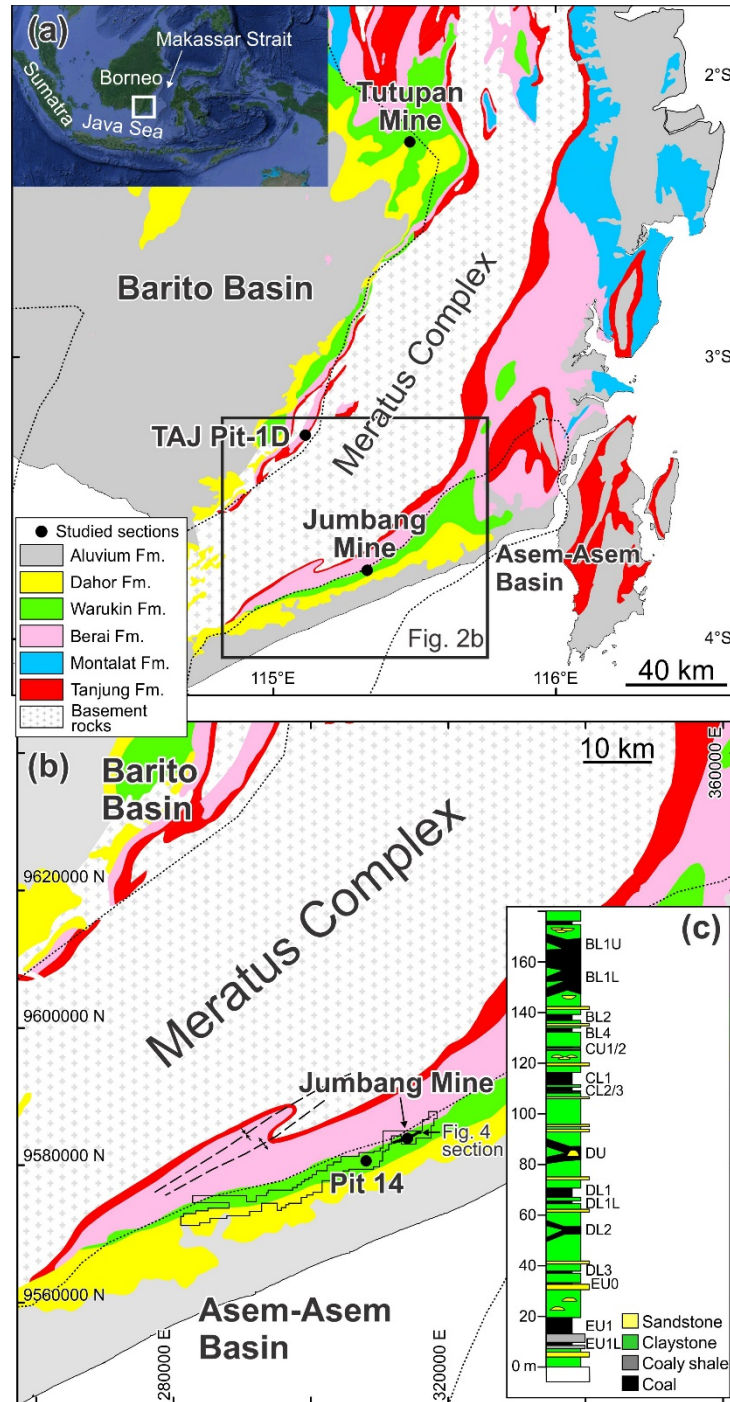 (a)
Makassar Strait
Borneo
Sumatra
Java Sea
Tutupan
Mine
2°S
Barito Basin
Meratus Complex
3°S
TAJ Pit-1D
Jumbang
Mine
Asem-Asem
Basin
Fig. 2b
4°S
115°E
116°E
40 km
Studied sections
Aluvium Fm.
Dahor Fm.
Warukin Fm.
Berai Fm.
Montalat Fm.
Tanjung Fm.
Basement
rocks
(b)
Barito
Basin
10 km
360000 E
9620000 N
Meratus Complex
9600000 N
Jumbang Mine
Fig. 4
section
9580000 N
Pit 14
9560000 N
Asem-Asem
Basin
280000 E
320000 E
(c)
BL1U
160
BL1L
140
BL2
BL4
120
CU1/2
CL1
CL2/3
100
DU
80
DL1
DL1L
60
DL2
40
DL3
EU0
20
EU1
EU1L
0 m
Sandstone
Claystone
Coaly shale
Coal